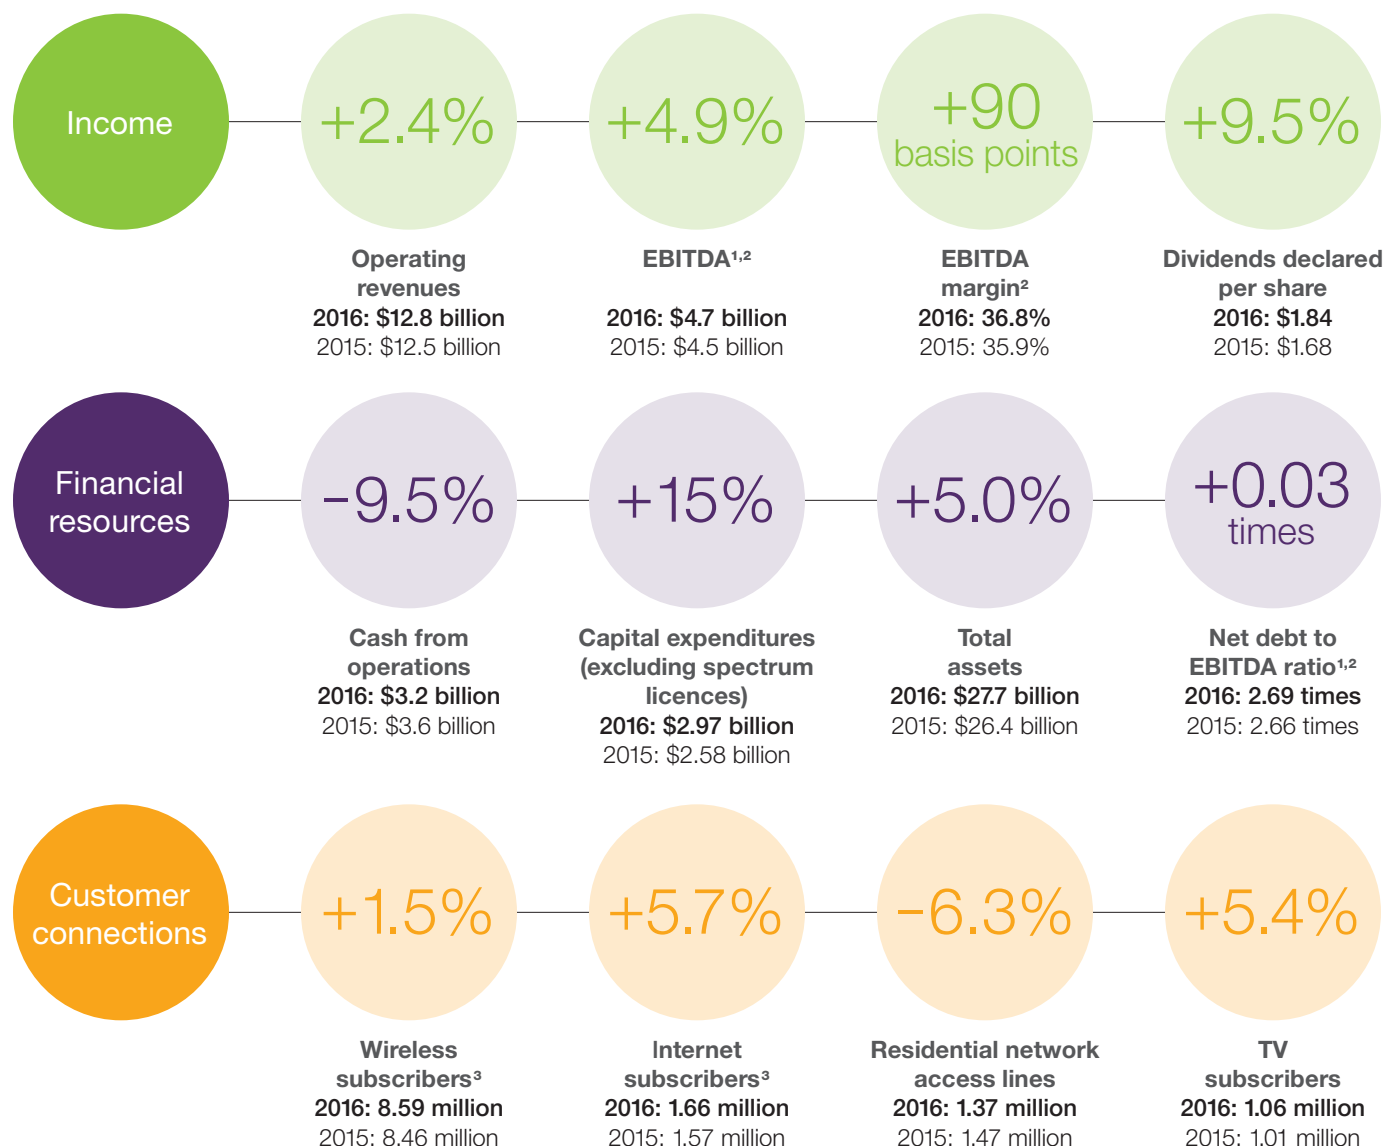 Income
+2.4%
Operating
revenues
2016: $12.8 billion
2015: $12.5 billion
+4.9%
EBITDA¹,²
2016: $4.7 billion
2015: $4.5 billion
+90
basis points
EBITDA
margin²
2016: 36.8%
2015: 35.9%
+9.5%
Dividends declared
per share
2016: $1.84
2015: $1.68
Financial
resources
-9.5%
Cash from
operations
2016: $3.2 billion
2015: $3.6 billion
+15%
Capital expenditures
(excluding spectrum
licences)
2016: $2.97 billion
2015: $2.58 billion
+5.0%
Total
assets
2016: $27.7 billion
2015: $26.4 billion
+0.03
times
Net debt to
EBITDA ratio¹,²
2016: 2.69 times
2015: 2.66 times
Customer
connections
+1.5%
Wireless
subscribers³
2016: 8.59 million
2015: 8.46 million
+5.7%
Internet
subscribers³
2016: 1.66 million
2015: 1.57 million
-6.3%
Residential network
access lines
2016: 1.37 million
2015: 1.47 million
+5.4%
TV
subscribers
2016: 1.06 million
2015: 1.01 million